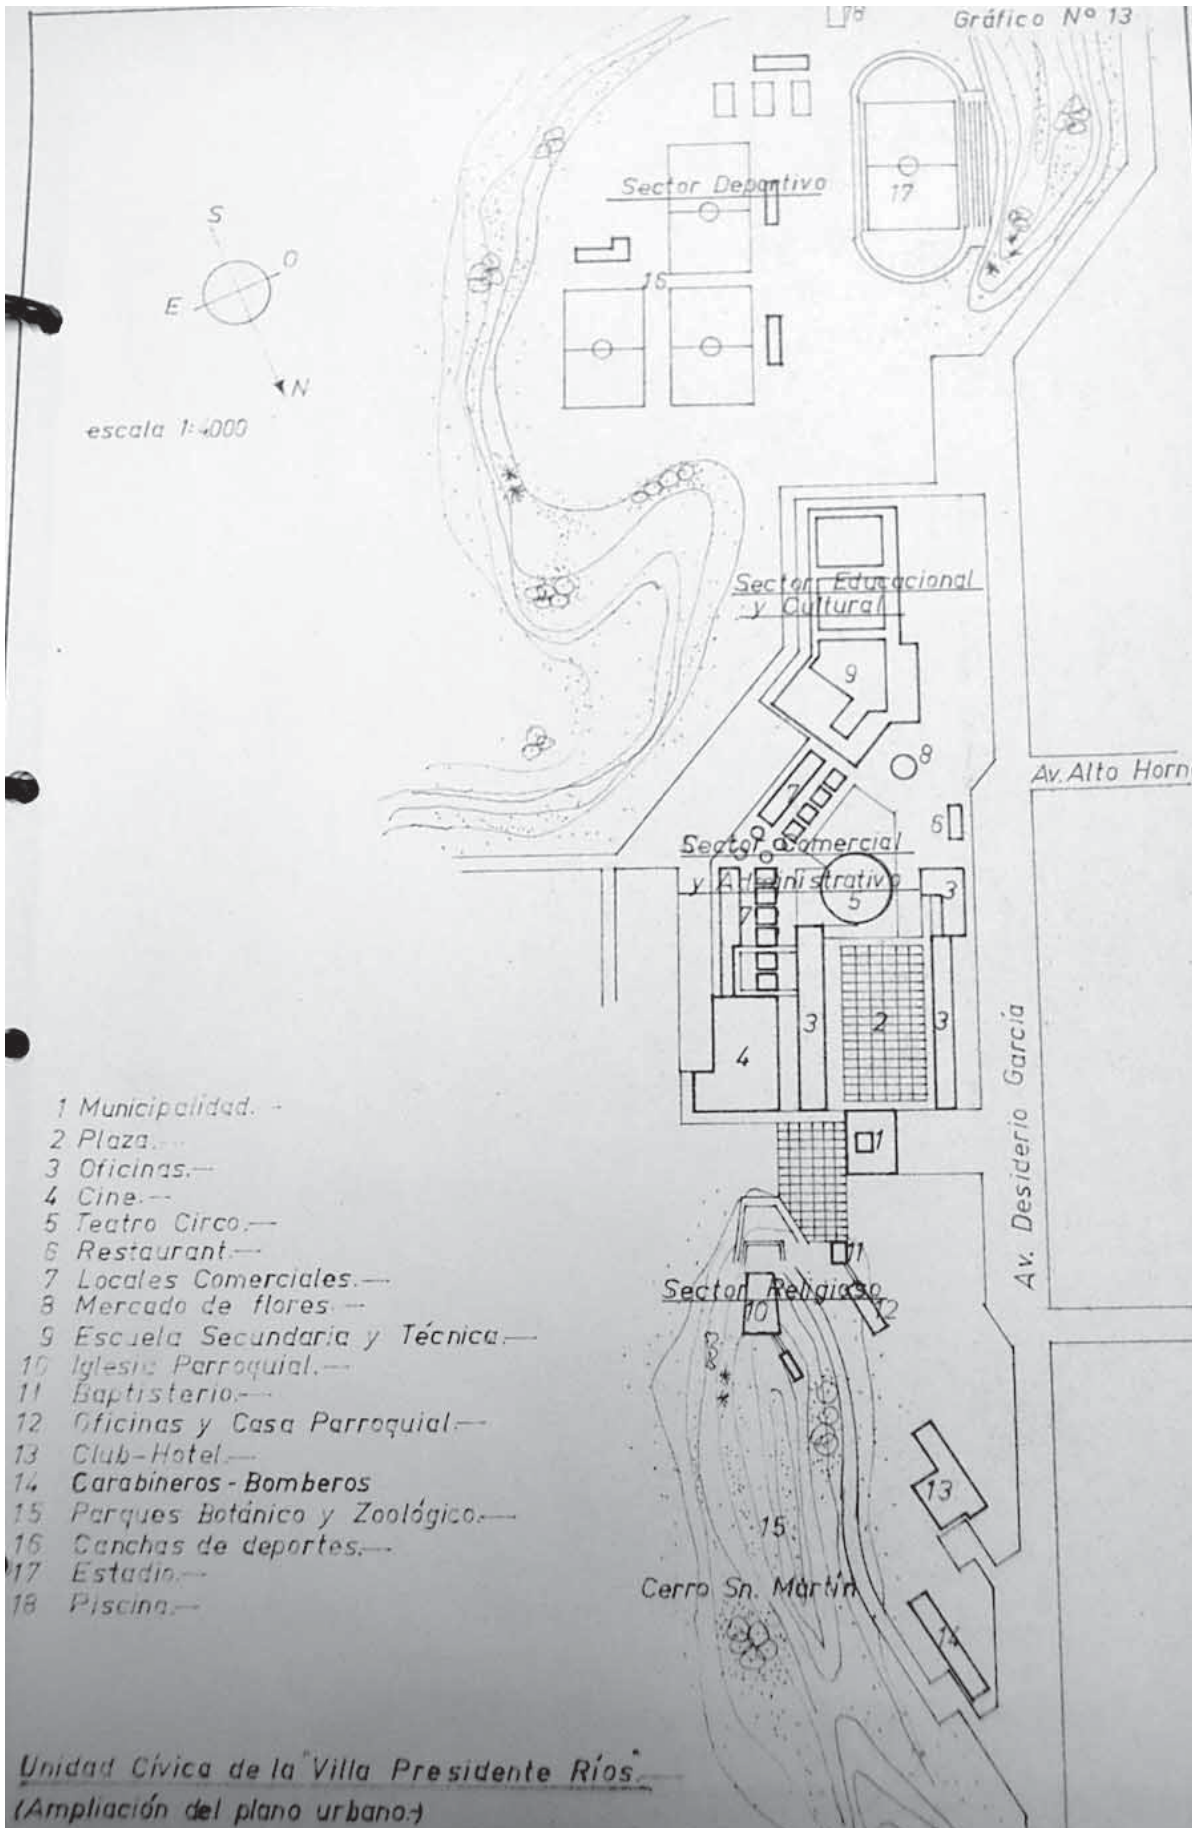 18
Gráfico Nº 13
Sector Deportivo
17
S
O
E
N
16
escala 1:4000
Sector Educacional
y Cultural
9
8
Av. Alto Horn
7
6
Sector Comercial
y Administrativo
3
5
7
3
2
3
4
Av. Desiderio García
1
11
Sector Religioso
10
12
13
15
Cerro Sn. Martín
14
1 Municipalidad.-
2 Plaza.-
3 Oficinas.-
4 Cine.-
5 Teatro Circo.-
6 Restaurant.-
7 Locales Comerciales.-
8 Mercado de flores.-
9 Escuela Secundaria y Técnica.-
10 Iglesia Parroquial.-
11 Baptisterio.-
12 Oficinas y Casa Parroquial.-
13 Club-Hotel.-
14 Carabineros - Bomberos
15 Parques Botánico y Zoológico.-
16 Canchas de deportes.-
17 Estadio.-
18 Piscina.-
Unidad Cívica de la "Villa Presidente Ríos".-
(Ampliación del plano urbano.-)